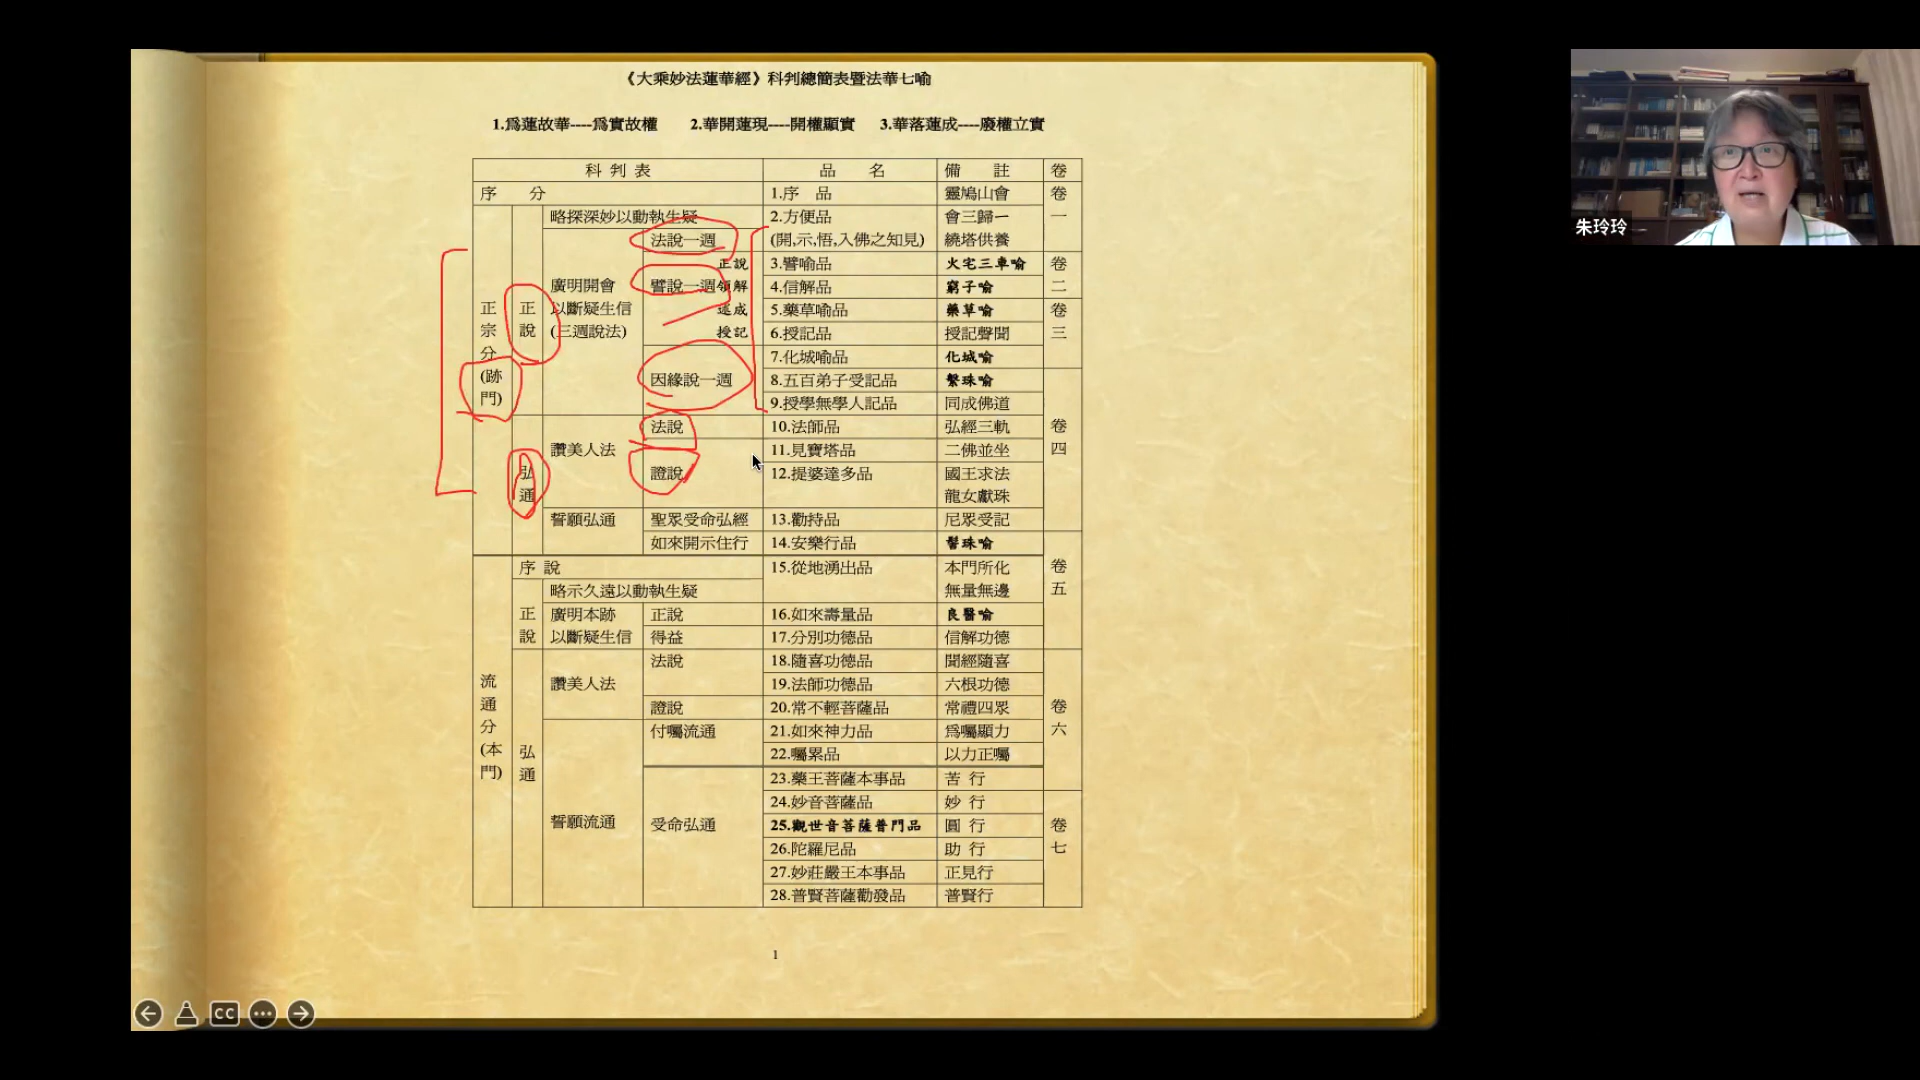 《大乘妙法蓮華經》科判總簡表暨法華七喻
1.爲蓮故華----爲實故權 2.華開蓮現----開權顯實 3.華落蓮成----廢權立實
科 判 表 品 名 備 註 卷
序 分 1.序 品 靈鳩山會 卷
略探深妙以動執生疑 2.方便品 會三歸一 一
法說一週 (開,示,悟,入佛之知見) 繞塔供養
正說 3.譬喻品 火宅三車喻 卷
廣明開會 譬說一週 領解 4.信解品 窮子喻 二
正 正 以斷疑生信 述成 5.藥草喻品 藥草喻 卷
宗 說 (三週說法) 授記 6.授記品 授記聲聞 三
分 7.化城喻品 化城喻
(跡 因緣說一週 8.五百弟子受記品 繫珠喻
門) 9.授學無學人記品 同成佛道
法說 10.法師品 弘經三軌 卷
讚美人法 11.見寶塔品 二佛並坐 四
弘 證說 12.提婆達多品 國王求法
通 龍女獻珠
誓願弘通 聖眾受命弘經 13.勸持品 尼眾受記
如來開示住行 14.安樂行品 髻珠喻
序 說 15.從地湧出品 本門所化 卷
略示久遠以動執生疑 無量無邊 五
正 廣明本跡 正說 16.如來壽量品 良醫喻
說 以斷疑生信 得益 17.分別功德品 信解功德
法說 18.隨喜功德品 聞經隨喜
流 讚美人法 19.法師功德品 六根功德
通 證說 20.常不輕菩薩品 常禮四眾 卷
分 付囑流通 21.如來神力品 爲囑顯力 六
(本 弘 22.囑累品 以力正囑
門) 通 23.藥王菩薩本事品 苦 行
24.妙音菩薩品 妙 行
誓願流通 受命弘通 25.觀世音菩薩普門品 圓 行 卷
26.陀羅尼品 助 行 七
27.妙莊嚴王本事品 正見行
28.普賢菩薩勸發品 普賢行
1
CC
朱玲玲